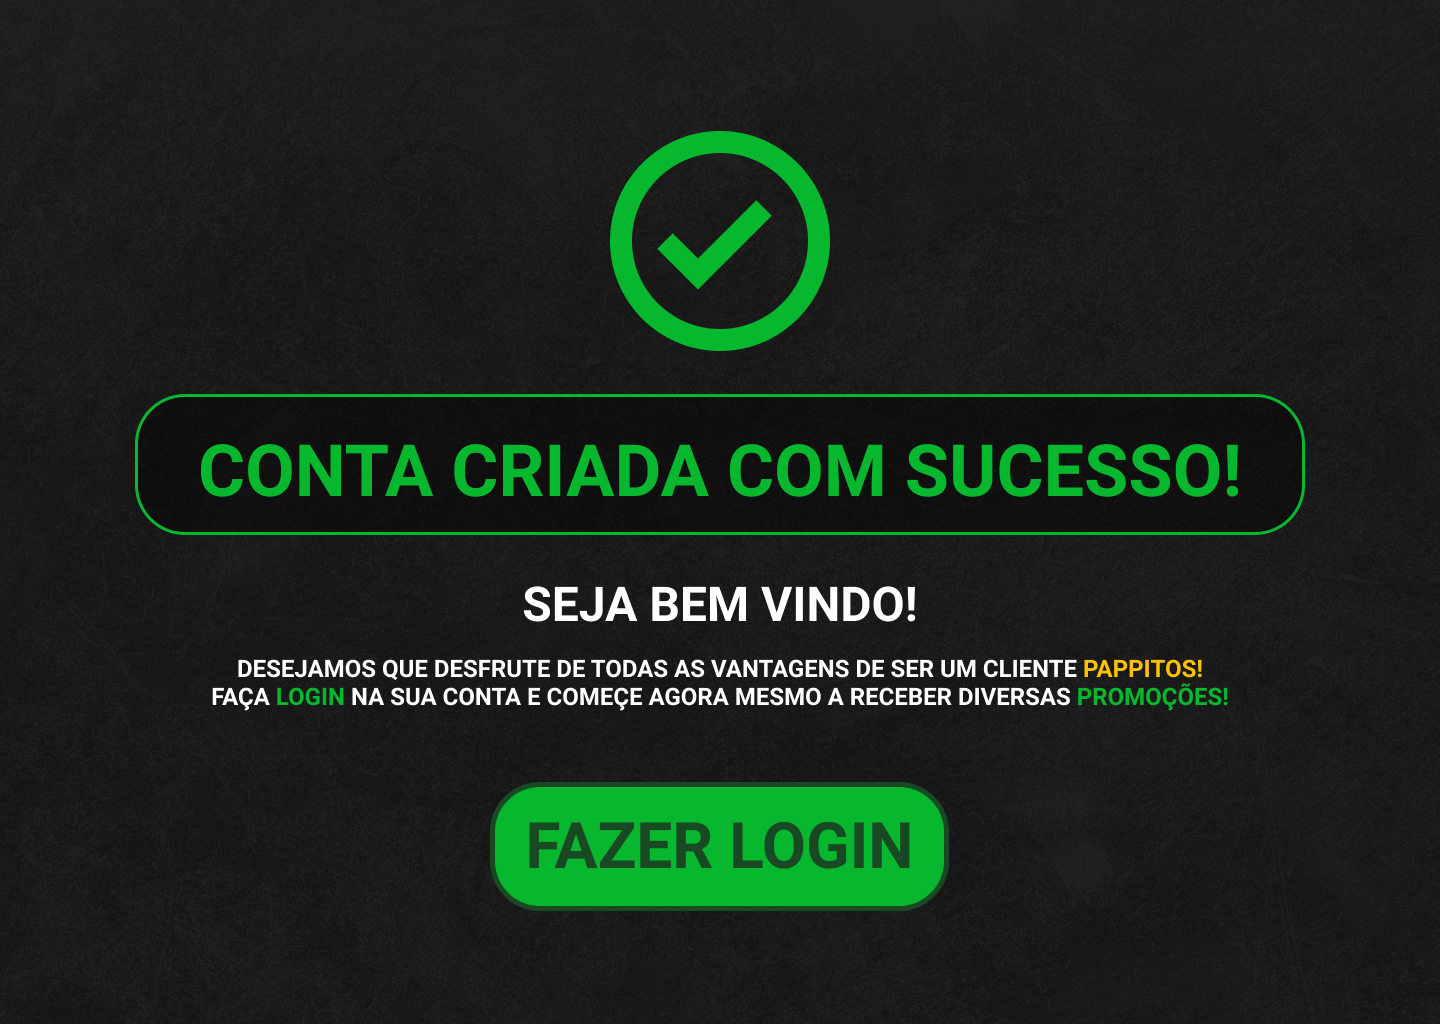 CONTA CRIADA COM SUCESSO!
SEJA BEM VINDO!
DESEJAMOS QUE DESFRUTE DE TODAS AS VANTAGENS DE SER UM CLIENTE PAPPITOS!
FAÇA LOGIN NA SUA CONTA E COMEÇE AGORA MESMO A RECEBER DIVERSAS PROMOÇÕES!
FAZER LOGIN